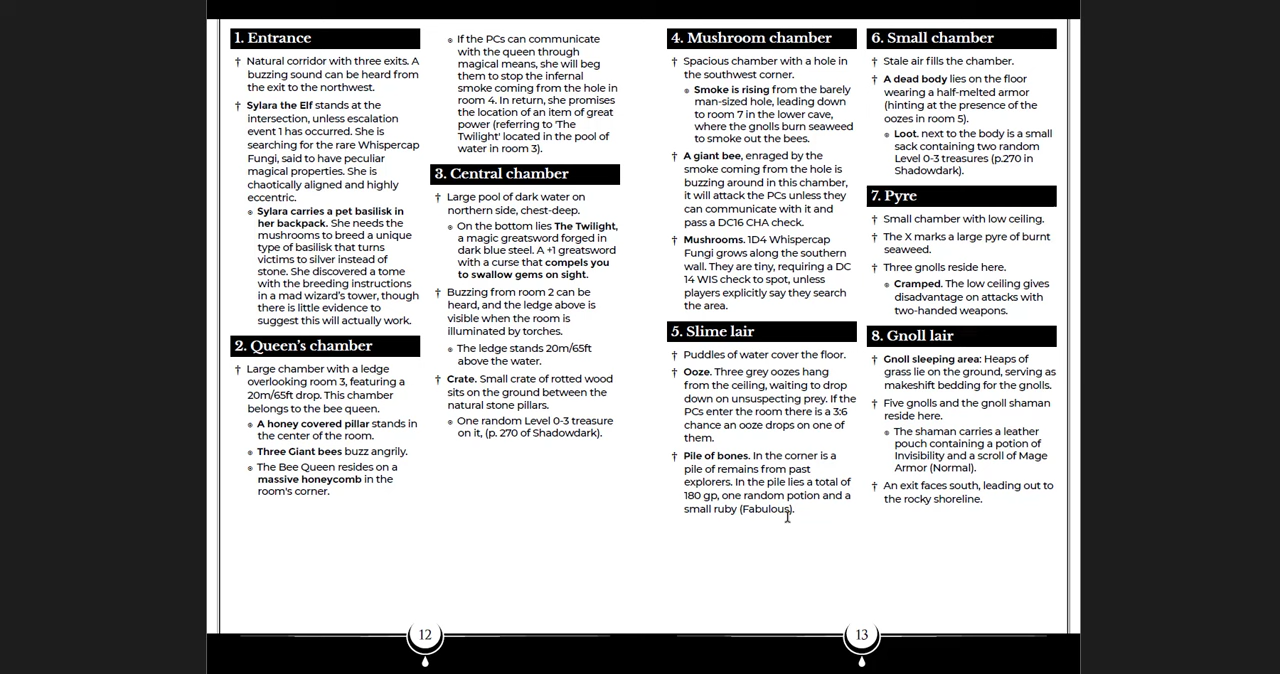 1. Entrance
† Natural corridor with three exits. A
buzzing sound can be heard from
the exit to the northwest.
† Sylara the Elf stands at the
intersection, unless escalation
event 1 has occurred. She is
searching for the rare Whispercap
Fungi, said to have peculiar
magical properties. She is
chaotically aligned and highly
eccentric.
Sylara carries a pet basilisk in
her backpack. She needs the
mushrooms to breed a unique
type of basilisk that turns
victims to silver instead of
stone. She discovered a tome
with the breeding instructions
in a mad wizard's tower, though
there is little evidence to
suggest this will actually work.
2. Queen's chamber
† Large chamber with a ledge
overlooking room 3, featuring a
20m/65ft drop. This chamber
belongs to the bee queen.
A honey covered pillar stands in
the center of the room.
Three Giant bees buzz angrily.
The Bee Queen resides on a
massive honeycomb in the
room's corner.
If the PCs can communicate
with the queen through
magical means, she will beg
them to stop the infernal
smoke coming from the hole in
room 4. In return, she promises
the location of an item of great
power (referring to 'The
Twilight' located in the pool of
water in room 3).
3. Central chamber
† Large pool of dark water on
northern side, chest-deep.
On the bottom lies The Twilight,
a magic greatsword forged in
dark blue steel. A +1 greatsword
with a curse that compels you
to swallow gems on sight.
† Buzzing from room 2 can be
heard, and the ledge above is
visible when the room is
illuminated by torches.
The ledge stands 20m/65ft
above the water.
† Crate. Small crate of rotted wood
sits on the ground between the
natural stone pillars.
One random Level 0-3 treasure
on it, (p. 270 of Shadowdark).
4. Mushroom chamber
† Spacious chamber with a hole in
the southwest corner.
Smoke is rising from the barely
man-sized hole, leading down
to room 7 in the lower cave,
where the gnolls burn seaweed
to smoke out the bees.
† A giant bee, enraged by the
smoke coming from the hole is
buzzing around in this chamber,
it will attack the PCs unless they
can communicate with it and
pass a DC16 CHA check.
† Mushrooms. 1D4 Whispercap
Fungi grows along the southern
wall. They are tiny, requiring a DC
14 WIS check to spot, unless
players explicitly say they search
the area.
5. Slime lair
† Puddles of water cover the floor.
† Ooze. Three grey oozes hang
from the ceiling, waiting to drop
down on unsuspecting prey. If the
PCs enter the room there is a 3:6
chance an ooze drops on one of
them.
† Pile of bones. In the corner is a
pile of remains from past
explorers. In the pile lies a total of
180 gp, one random potion and a
small ruby (Fabulous).
6. Small chamber
† Stale air fills the chamber.
† A dead body lies on the floor
wearing a half-melted armor
(hinting at the presence of the
oozes in room 5).
Loot. next to the body is a small
sack containing two random
Level 0-3 treasures (p.270 in
Shadowdark).
7. Pyre
† Small chamber with low ceiling.
† The X marks a large pyre of burnt
seaweed.
† Three gnolls reside here.
Cramped. The low ceiling gives
disadvantage on attacks with
two-handed weapons.
8. Gnoll lair
† Gnoll sleeping area: Heaps of
grass lie on the ground, serving as
makeshift bedding for the gnolls.
† Five gnolls and the gnoll shaman
reside here.
The shaman carries a leather
pouch containing a potion of
Invisibility and a scroll of Mage
Armor (Normal).
† An exit faces south, leading out to
the rocky shoreline.
12
13